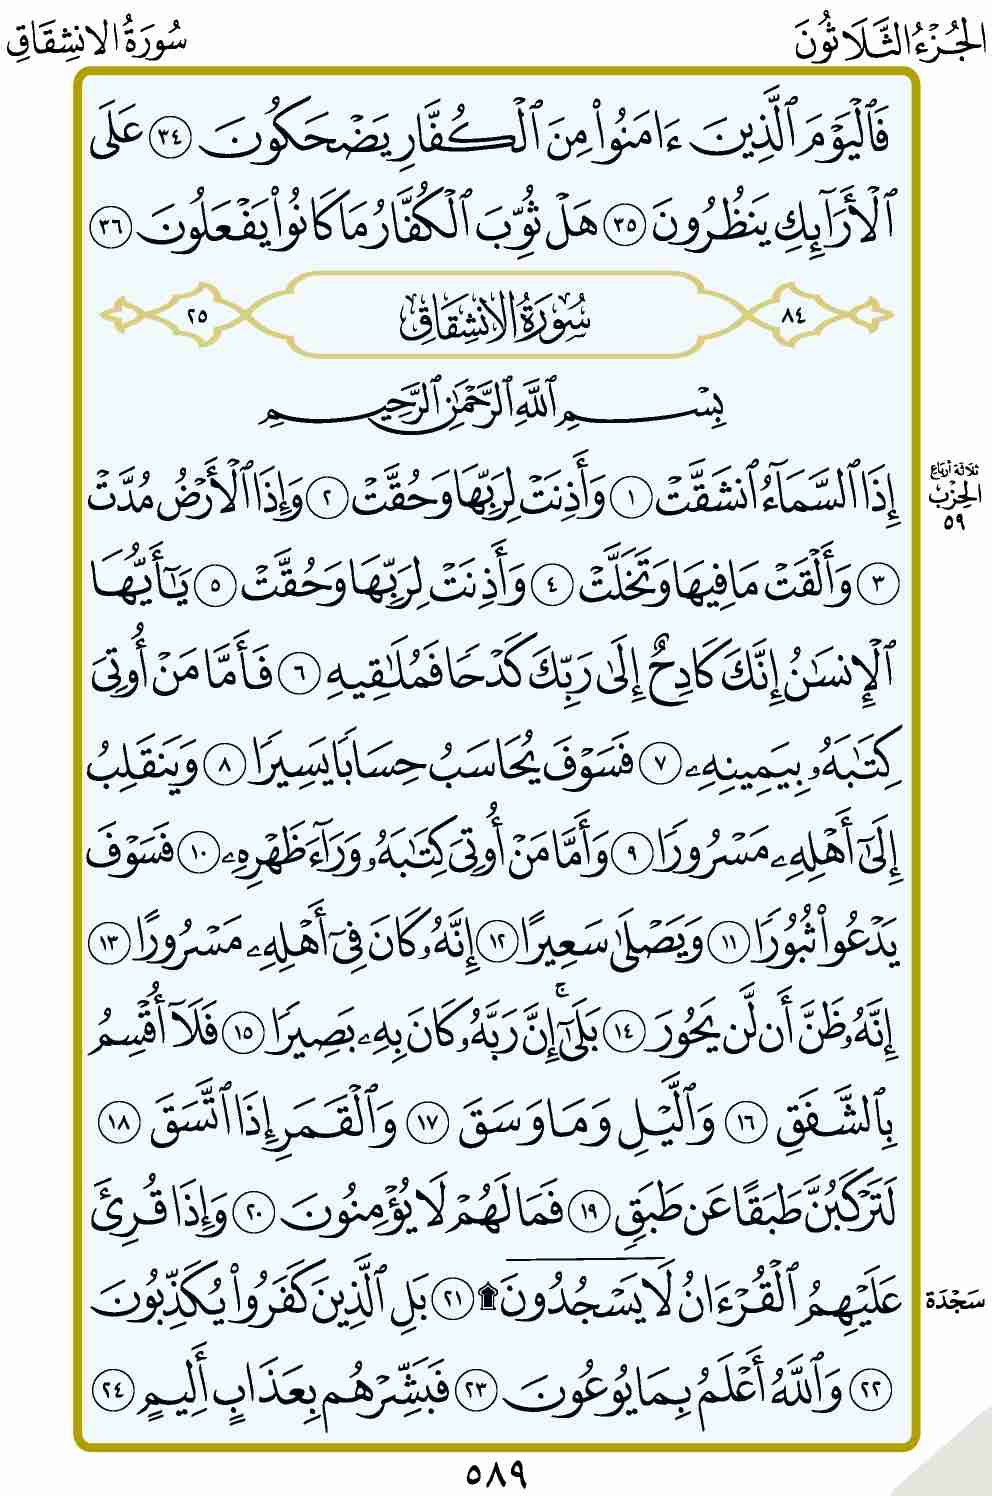 الجُزْءُ الثَّلَاثُونَ سُورَةُ الانشِقَاقِ
فَٱلْيَوْمَ ٱلَّذِينَ ءَامَنُوا۟ مِنَ ٱلْكُفَّارِ يَضْحَكُونَ ٣٤ عَلَى
ٱلْأَرَآئِكِ يَنظُرُونَ ٣٥ هَلْ ثُوِّبَ ٱلْكُفَّارُ مَا كَانُوا۟ يَفْعَلُونَ ٣٦
٨٤ سُورَةُ الانشِقَاقِ ٢٥
بِسْمِ ٱللَّهِ ٱلرَّحْمَٰنِ ٱلرَّحِيمِ
إِذَا ٱلسَّمَآءُ ٱنشَقَّتْ ١ وَأَذِنَتْ لِرَبِّهَا وَحُقَّتْ ٢ وَإِذَا ٱلْأَرْضُ مُدَّتْ
ثلاثة أرباع
الحِزْب
٥٩
٣ وَأَلْقَتْ مَا فِيهَا وَتَخَلَّتْ ٤ وَأَذِنَتْ لِرَبِّهَا وَحُقَّتْ ٥ يَٰٓأَيُّهَا
ٱلْإِنسَٰنُ إِنَّكَ كَادِحٌ إِلَىٰ رَبِّكَ كَدْحًا فَمُلَٰقِيهِ ٦ فَأَمَّا مَنْ أُوتِىَ
كِتَٰبَهُۥ بِيَمِينِهِۦ ٧ فَسَوْفَ يُحَاسَبُ حِسَابًا يَسِيرًا ٨ وَيَنقَلِبُ
إِلَىٰٓ أَهْلِهِۦ مَسْرُورًا ٩ وَأَمَّا مَنْ أُوتِىَ كِتَٰبَهُۥ وَرَآءَ ظَهْرِهِۦ ١٠ فَسَوْفَ
يَدْعُوا۟ ثُبُورًا ١١ وَيَصْلَىٰ سَعِيرًا ١٢ إِنَّهُۥ كَانَ فِىٓ أَهْلِهِۦ مَسْرُورًا ١٣
إِنَّهُۥ ظَنَّ أَن لَّن يَحُورَ ١٤ بَلَىٰٓۚ إِنَّ رَبَّهُۥ كَانَ بِهِۦ بَصِيرًا ١٥ فَلَآ أُقْسِمُ
بِٱلشَّفَقِ ١٦ وَٱلَّيْلِ وَمَا وَسَقَ ١٧ وَٱلْقَمَرِ إِذَا ٱتَّسَقَ ١٨
لَتَرْكَبُنَّ طَبَقًا عَن طَبَقٍ ١٩ فَمَا لَهُمْ لَا يُؤْمِنُونَ ٢٠ وَإِذَا قُرِئَ
عَلَيْهِمُ ٱلْقُرْءَانُ لَا يَسْجُدُونَ ۩ ٢١ بَلِ ٱلَّذِينَ كَفَرُوا۟ يُكَذِّبُونَ
سَجْدَة
٢٢ وَٱللَّهُ أَعْلَمُ بِمَا يُوعُونَ ٢٣ فَبَشِّرْهُم بِعَذَابٍ أَلِيمٍ ٢٤
٥٨٩